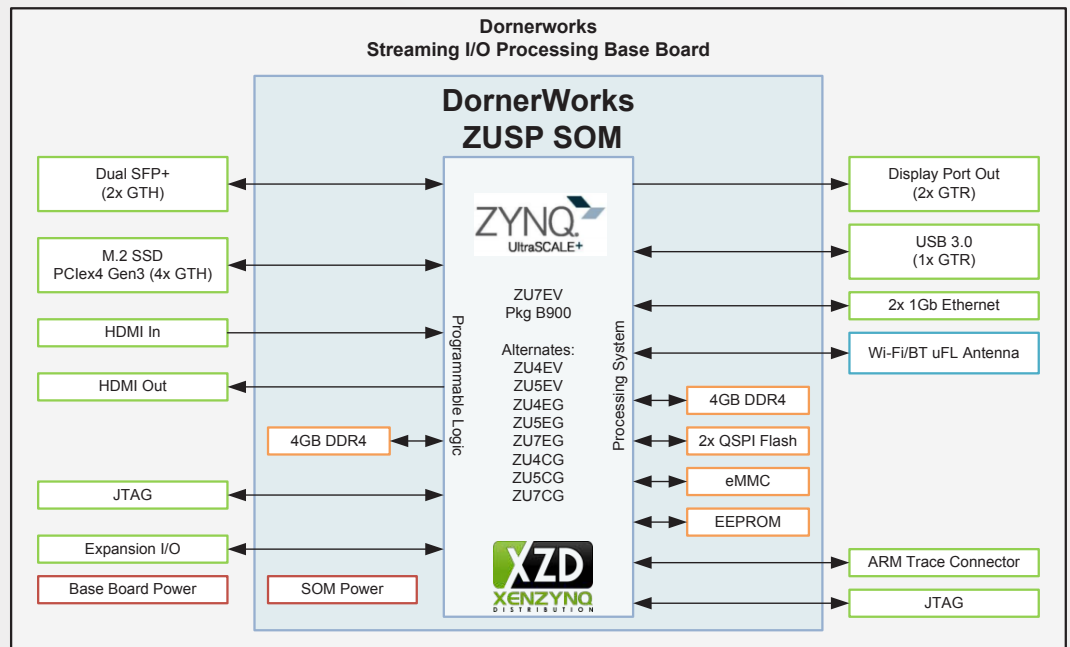 Dornerworks
Streaming I/O Processing Base Board
DornerWorks
ZUSP SOM
Dual SFP+
(2x GTH)
M.2 SSD
PCIex4 Gen3 (4x GTH)
HDMI In
HDMI Out
4GB DDR4
JTAG
Expansion I/O
Base Board Power
SOM Power
Programmable Logic
ZYNQ.
UltraSCALE+
ZU7EV
Pkg B900
Alternates:
ZU4EV
ZU5EV
ZU4EG
ZU5EG
ZU7EG
ZU4CG
ZU5CG
ZU7CG
XZD
XENZYNQ
DISTRIBUTION
Processing System
Display Port Out
(2x GTR)
USB 3.0
(1x GTR)
2x 1Gb Ethernet
Wi-Fi/BT uFL Antenna
4GB DDR4
2x QSPI Flash
eMMC
EEPROM
ARM Trace Connector
JTAG